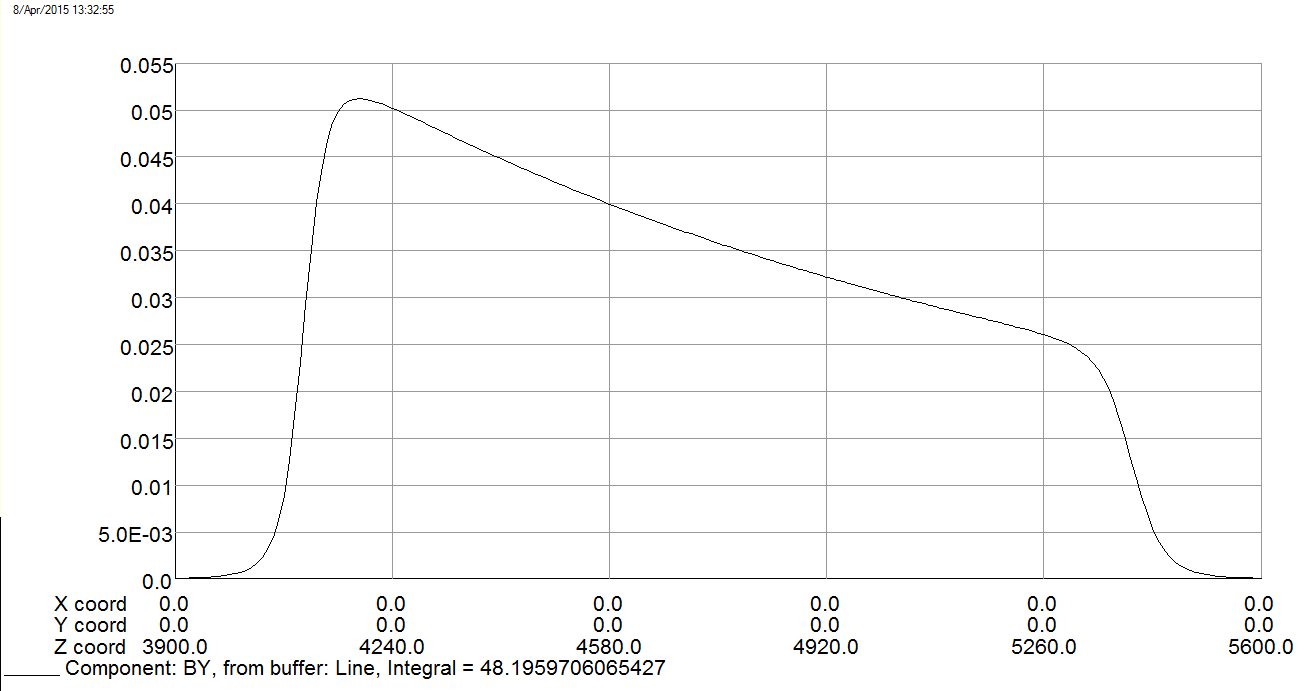 8/Apr/2015 13:32:55
0.055
0.05
0.045
0.04
0.035
0.03
0.025
0.02
0.015
0.01
5.0E-03
0.0
X coord 0.0 0.0 0.0 0.0 0.0 0.0
Y coord 0.0 0.0 0.0 0.0 0.0 0.0
Z coord 3900.0 4240.0 4580.0 4920.0 5260.0 5600.0
Component: BY, from buffer: Line, Integral = 48.1959706065427